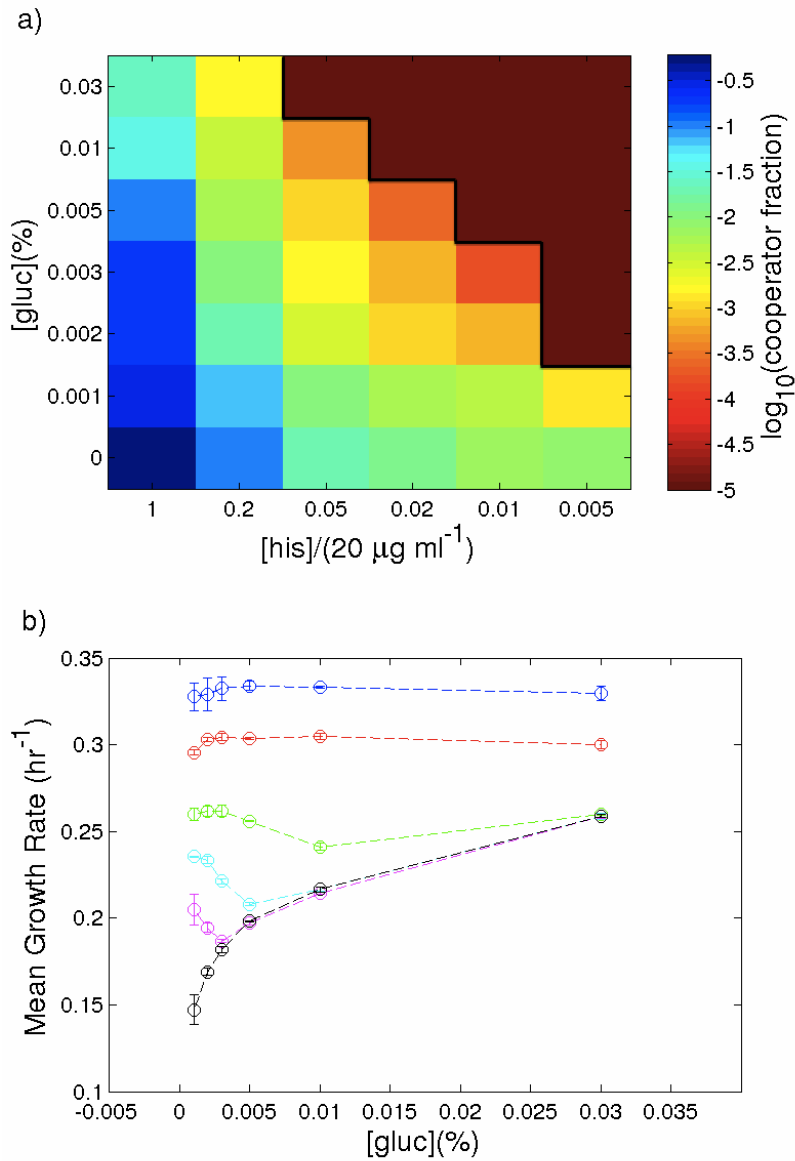 a)
0.03
0.01
0.005
0.003
0.002
0.001
0
[gluc](%)
1 0.2 0.05 0.02 0.01 0.005
[his]/(20 μg ml-1)
-0.5
-1
-1.5
-2
-2.5
-3
-3.5
-4
-4.5
-5
log10(cooperator fraction)
b)
0.35
0.3
0.25
0.2
0.15
0.1
Mean Growth Rate (hr-1)
-0.005 0 0.005 0.01 0.015 0.02 0.025 0.03 0.035
[gluc](%)